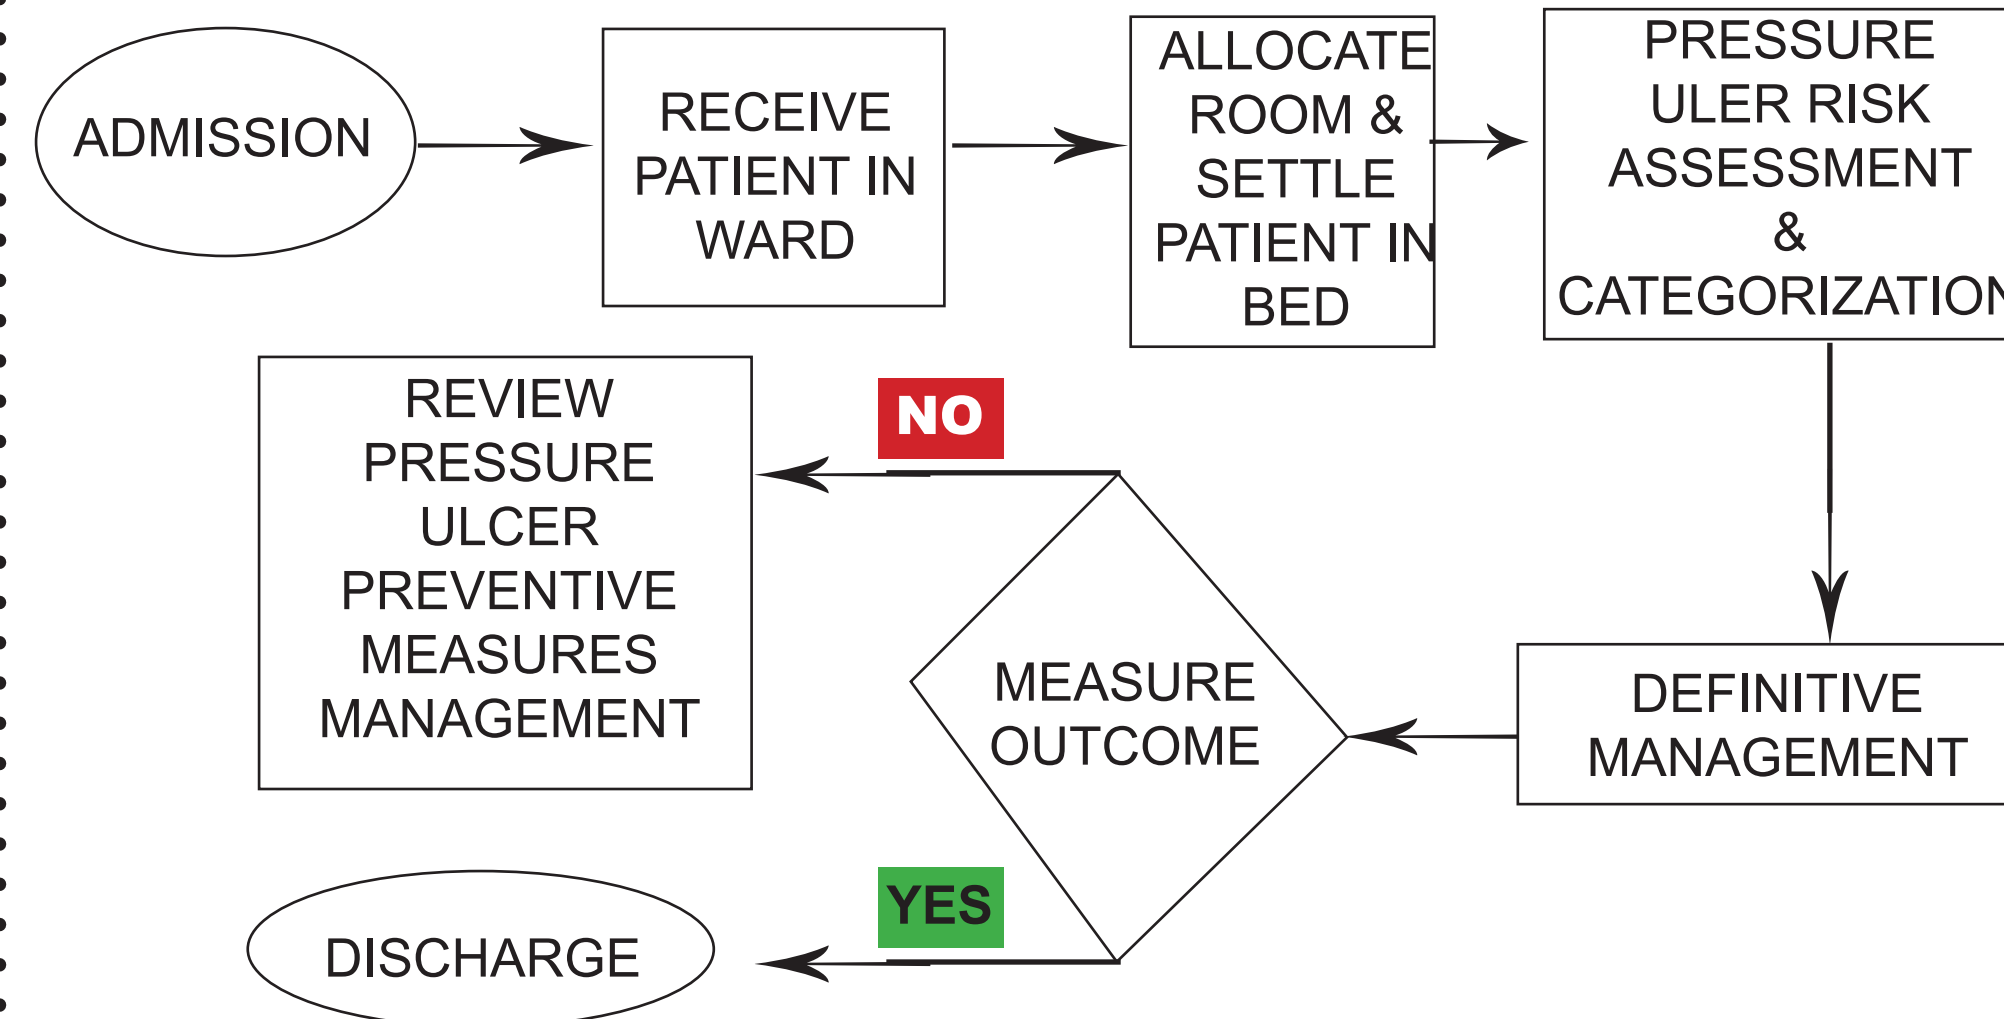 ADMISSION
RECEIVE
PATIENT IN
WARD
ALLOCATE
ROOM &
SETTLE
PATIENT IN
BED
PRESSURE
ULER RISK
ASSESSMENT
&
CATEGORIZATION
DEFINITIVE
MANAGEMENT
MEASURE
OUTCOME
NO
REVIEW
PRESSURE
ULCER
PREVENTIVE
MEASURES
MANAGEMENT
YES
DISCHARGE